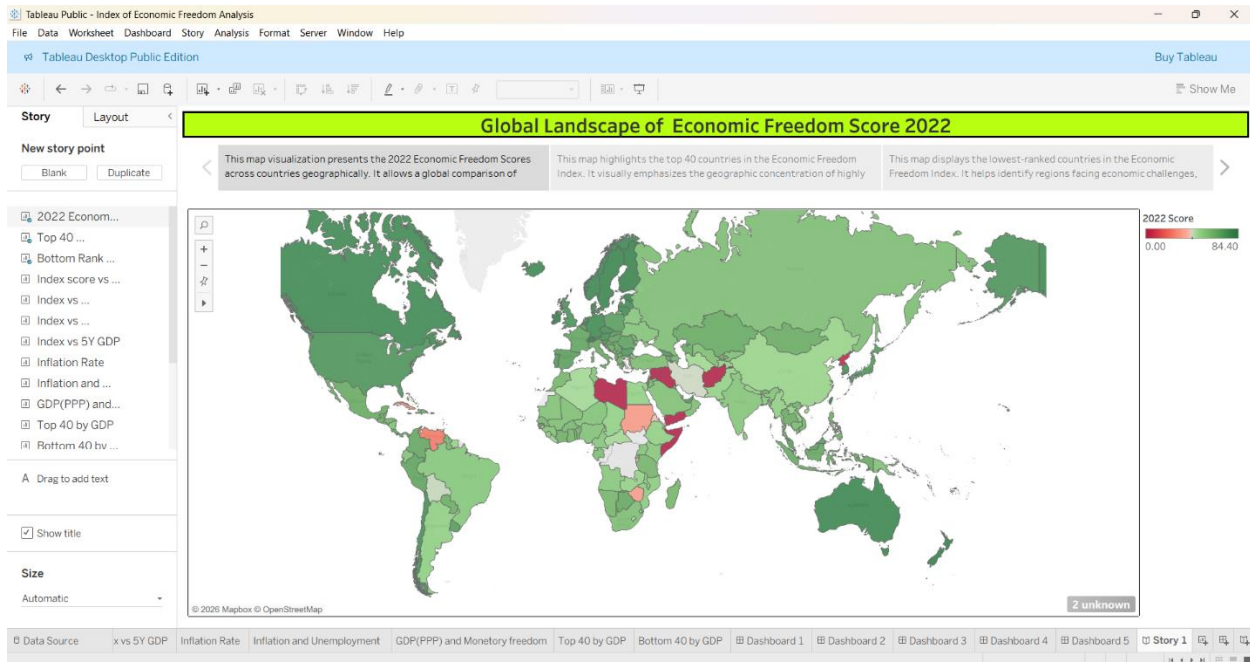 Tableau Public - Index of Economic Freedom Analysis
File Data Worksheet Dashboard Story Analysis Format Server Window Help
Tableau Desktop Public Edition
Buy Tableau
Show Me
Story Layout
New story point
Blank Duplicate
2022 Econom...
Top 40 ...
Bottom Rank ...
Index score vs ...
Index vs ...
Index vs 5Y GDP
Inflation Rate
Inflation and ...
GDP(PPP) and...
Top 40 by GDP
Bottom 40 by ...
A Drag to add text
Show title
Size
Automatic
Global Landscape of Economic Freedom Score 2022
This map visualization presents the 2022 Economic Freedom Scores
across countries geographically. It allows a global comparison of
This map highlights the top 40 countries in the Economic Freedom
Index. It visually emphasizes the geographic concentration of highly
This map displays the lowest-ranked countries in the Economic
Freedom Index. It helps identify regions facing economic challenges,
2022 Score
0.00 84.40
© 2026 Mapbox © OpenStreetMap
2 unknown
Data Source x vs 5Y GDP Inflation Rate Inflation and Unemployment GDP(PPP) and Monetory freedom Top 40 by GDP Bottom 40 by GDP Dashboard 1 Dashboard 2 Dashboard 3 Dashboard 4 Dashboard 5 Story 1